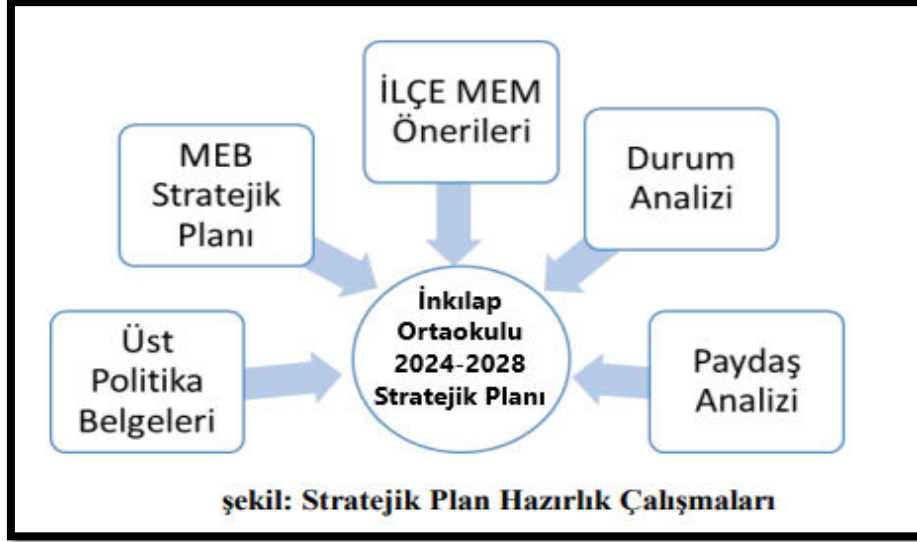 İLÇE MEM
Önerileri
MEB
Stratejik
Planı
Durum
Analizi
Üst
Politika
Belgeleri
İnkılap
Ortaokulu
2024-2028
Stratejik Planı
Paydaş
Analizi
şekil: Stratejik Plan Hazırlık Çalışmaları